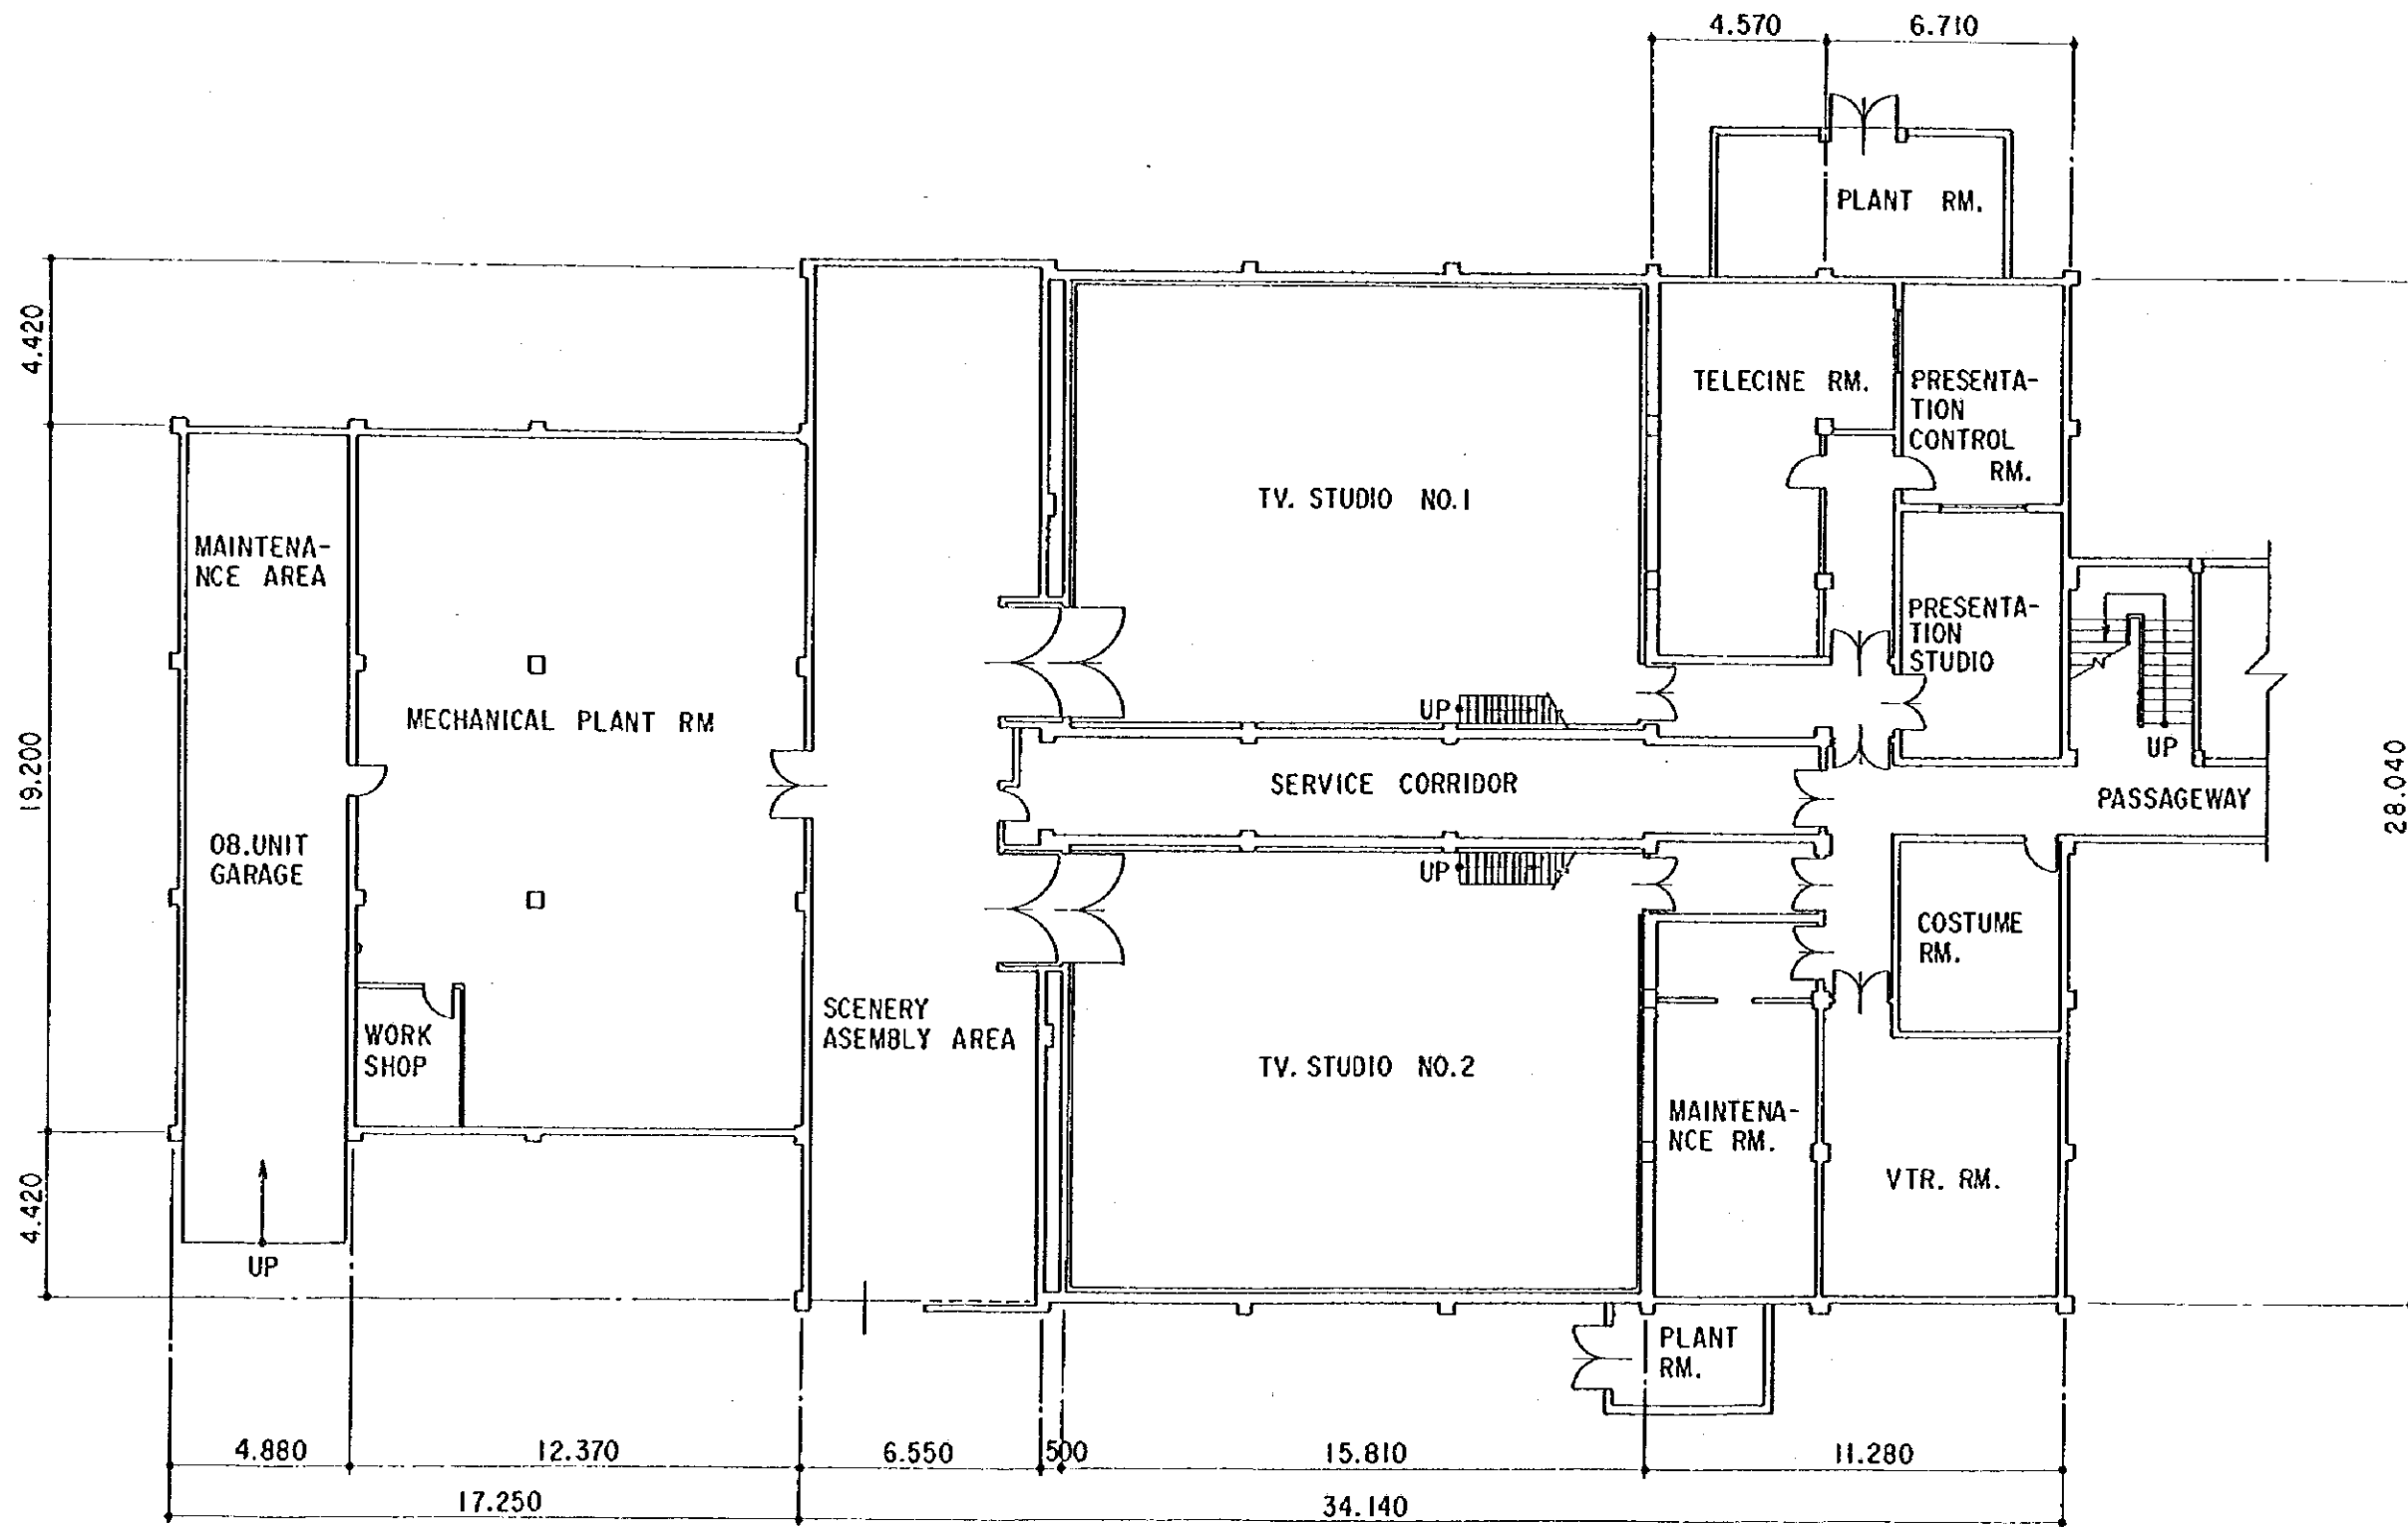 4.570
6.710
PLANT RM.
4.420
TELECINE RM.
PRESENTA-
TION
CONTROL
RM.
TV. STUDIO NO.1
MAINTENA-
NCE AREA
PRESENTA-
TION
STUDIO
UP
MECHANICAL PLANT RM
UP
19.200
SERVICE CORRIDOR
PASSAGEWAY
28.040
08.UNIT
GARAGE
UP
COSTUME
RM.
SCENERY
ASEMBLY AREA
WORK
SHOP
TV. STUDIO NO.2
MAINTENA-
NCE RM.
VTR. RM.
4.420
UP
PLANT
RM.
4.880
12.370
6.550
500
15.810
11.280
17.250
34.140